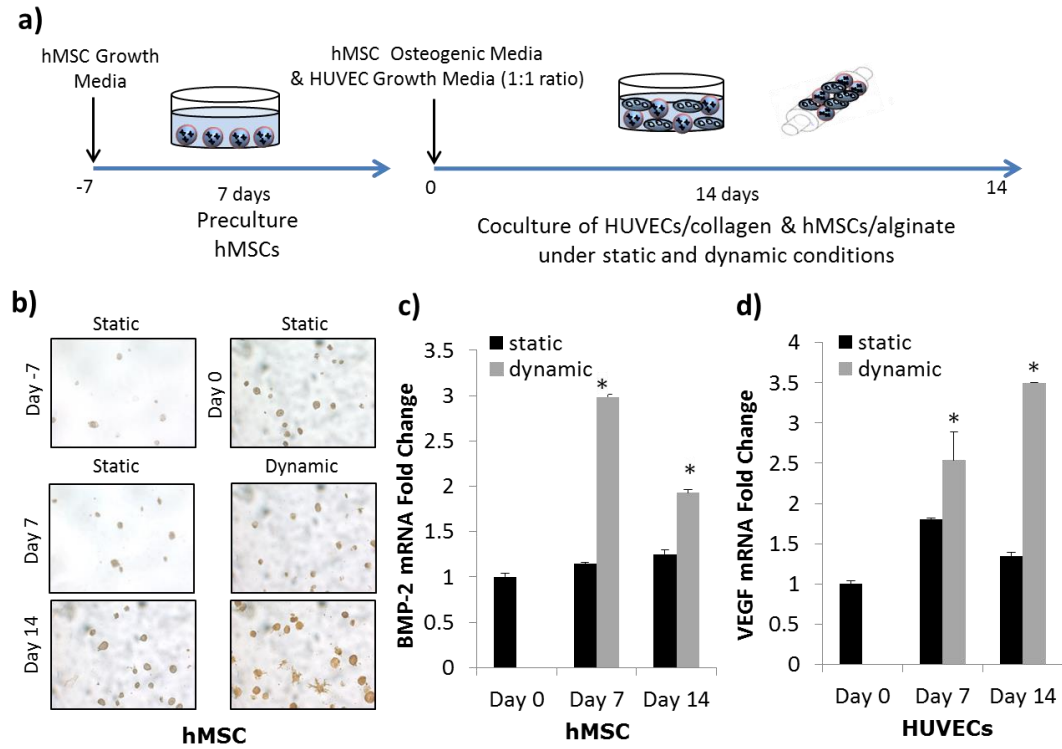 a)
hMSC Growth
Media
hMSC Osteogenic Media
& HUVEC Growth Media (1:1 ratio)
-7
7 days
Preculture
hMSCs
0
14 days
14
Coculture of HUVECs/collagen & hMSCs/alginate
under static and dynamic conditions
b)
Static
Static
Day -7
Day 0
Static
Dynamic
Day 7
Day 14
hMSC
c)
static
dynamic
BMP-2 mRNA Fold Change
3.5
3
2.5
2
1.5
1
0.5
0
*
*
Day 0
Day 7
Day 14
hMSC
d)
static
dynamic
VEGF mRNA Fold Change
4
3.5
3
2.5
2
1.5
1
0.5
0
*
*
Day 0
Day 7
Day 14
HUVECs